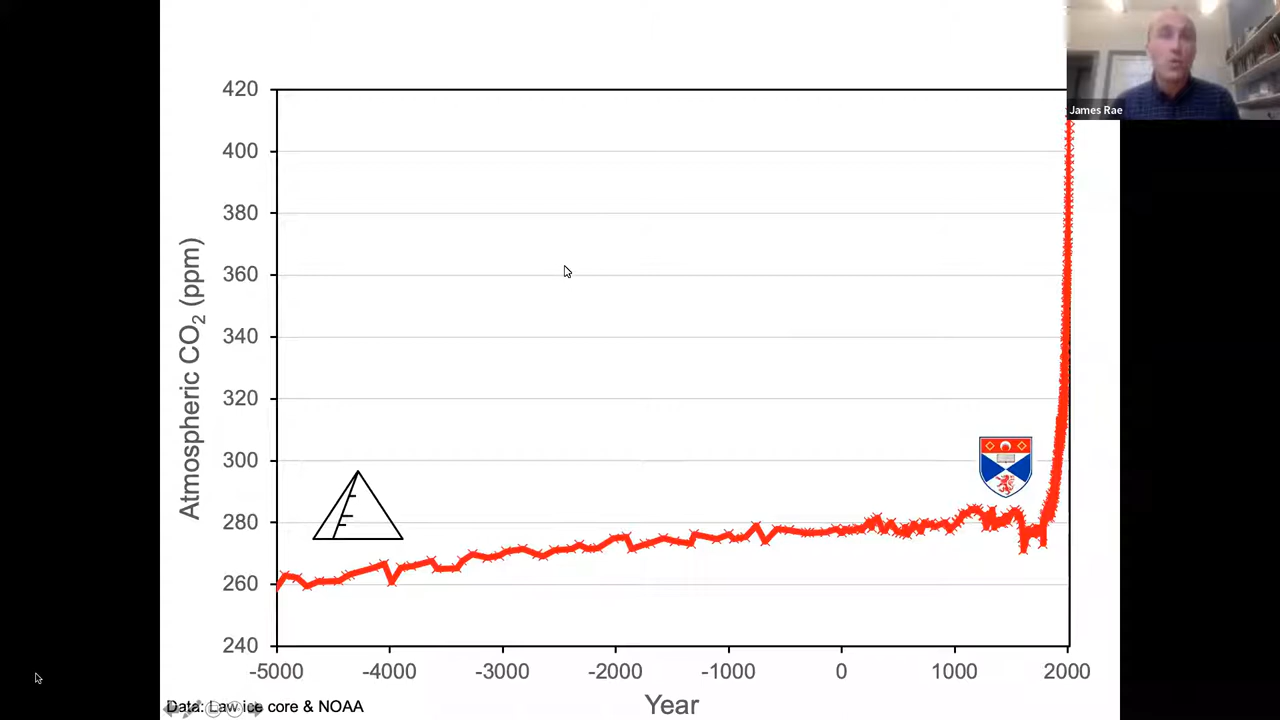 James Rae
420
400
380
360
340
320
300
280
260
240
Atmospheric CO2 (ppm)
-5000 -4000 -3000 -2000 -1000 0 1000 2000
Year
Data: Law ice core & NOAA